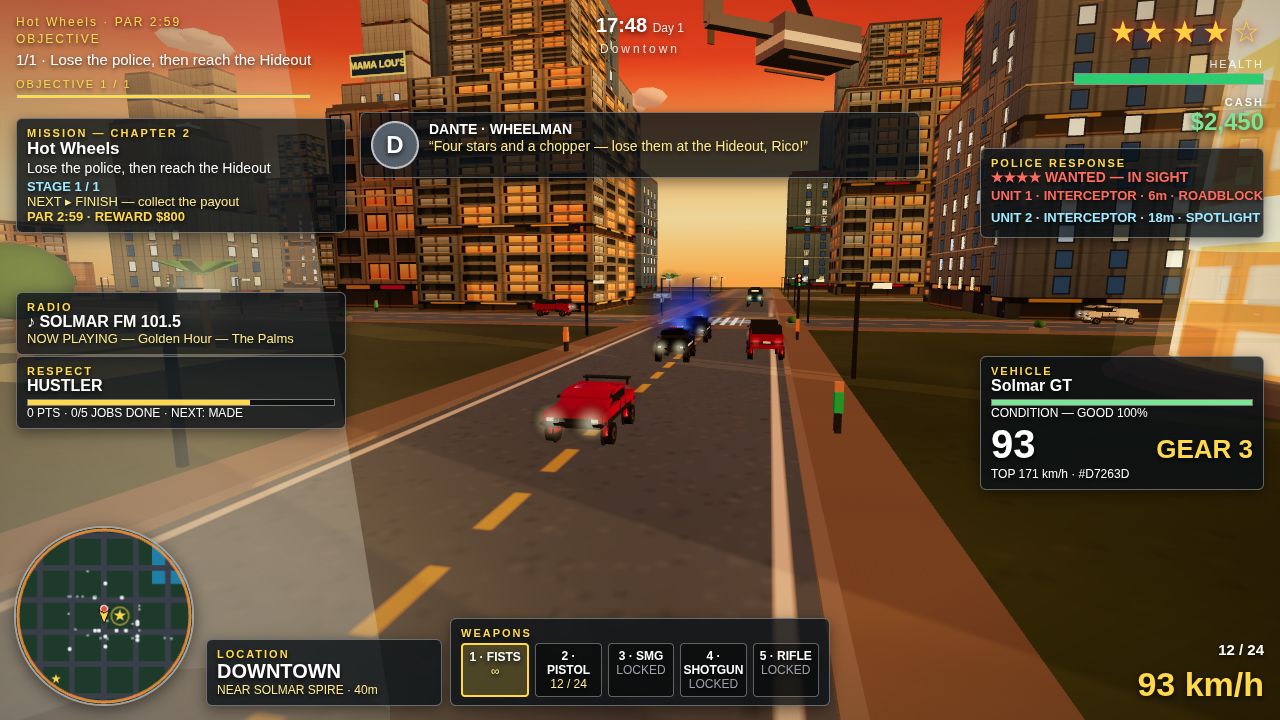 Hot Wheels · PAR 2:59
OBJECTIVE
1/1 · Lose the police, then reach the Hideout
OBJECTIVE 1 / 1
17:48 Day 1
Downtown
★★★★☆
HEALTH
CASH
$2,450
MAMA LOU'S
MISSION — CHAPTER 2
Hot Wheels
Lose the police, then reach the Hideout
STAGE 1 / 1
NEXT ▸ FINISH — collect the payout
PAR 2:59 · REWARD $800
D
DANTE · WHEELMAN
“Four stars and a chopper — lose them at the Hideout, Rico!”
POLICE RESPONSE
★★★★ WANTED — IN SIGHT
UNIT 1 · INTERCEPTOR · 6m · ROADBLOCK
UNIT 2 · INTERCEPTOR · 18m · SPOTLIGHT
RADIO
♪ SOLMAR FM 101.5
NOW PLAYING — Golden Hour — The Palms
RESPECT
HUSTLER
0 PTS · 0/5 JOBS DONE · NEXT: MADE
VEHICLE
Solmar GT
CONDITION — GOOD 100%
93 GEAR 3
TOP 171 km/h · #D7263D
LOCATION
DOWNTOWN
NEAR SOLMAR SPIRE · 40m
WEAPONS
1 · FISTS
∞
2 · PISTOL
12 / 24
3 · SMG
LOCKED
4 · SHOTGUN
LOCKED
5 · RIFLE
LOCKED
12 / 24
93 km/h